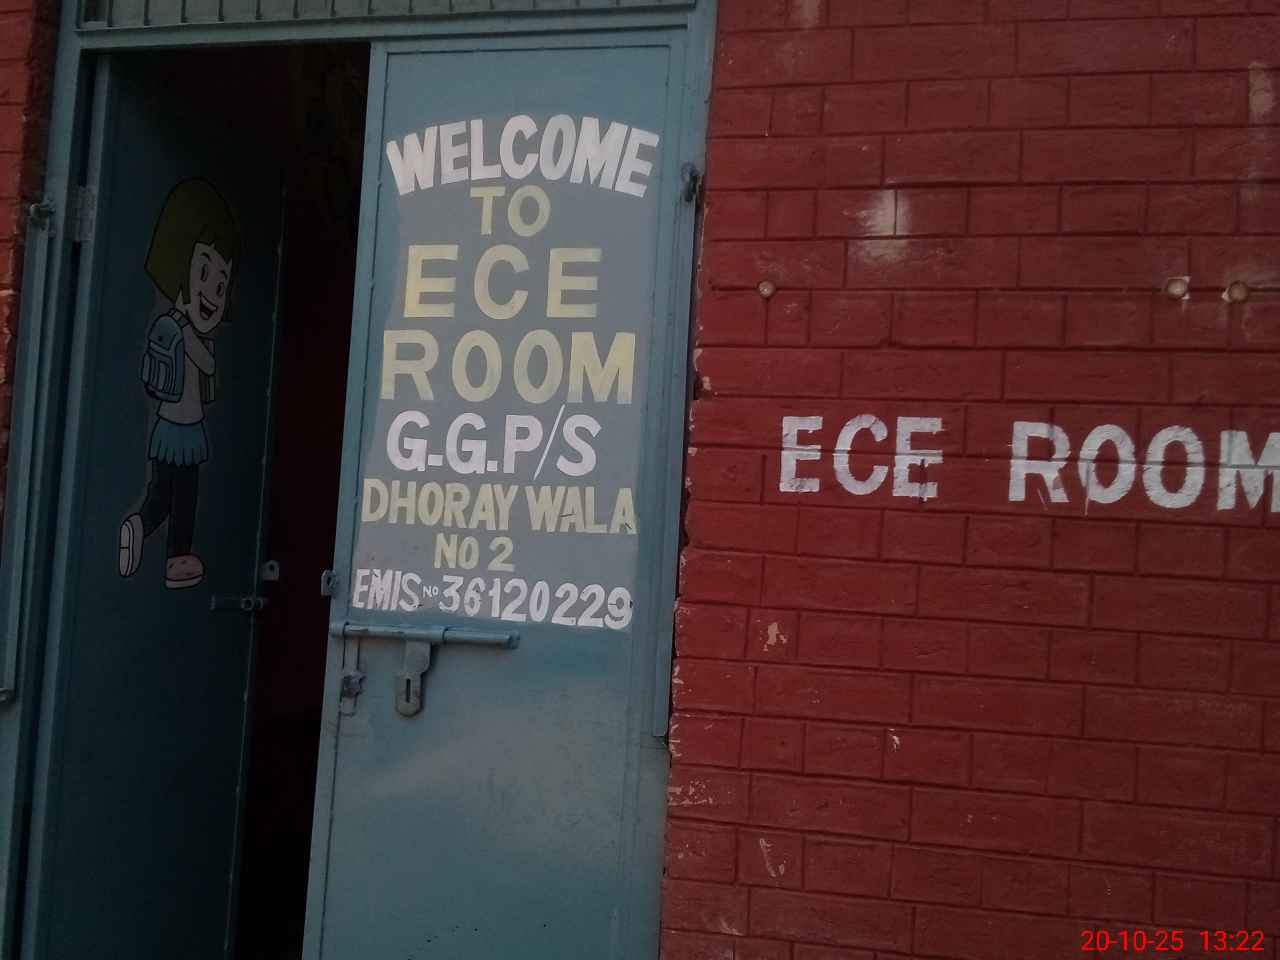 WELCOME
TO
ECE
ROOM
G.G.P/S
DHORAY WALA
NO 2
EMIS No 36120229
ECE ROOM
20-10-25 13:22